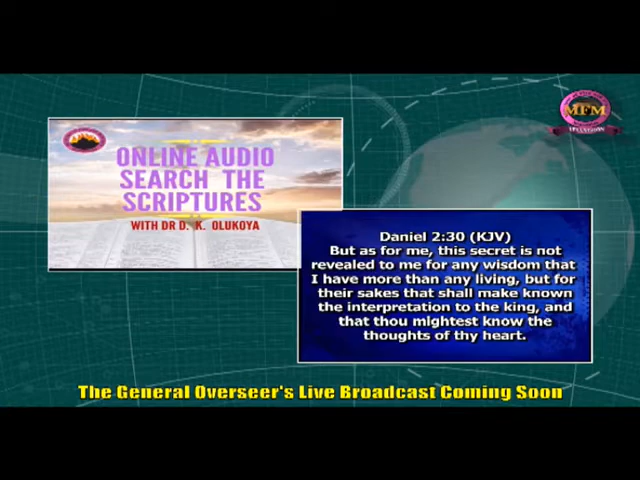 MFM
TELEVISION
ONLINE AUDIO
SEARCH THE
SCRIPTURES
WITH DR D. K. OLUKOYA
Daniel 2:30 (KJV)
But as for me, this secret is not
revealed to me for any wisdom that
I have more than any living, but for
their sakes that shall make known
the interpretation to the king, and
that thou mightest know the
thoughts of thy heart.
The General Overseer's Live Broadcast Coming Soon